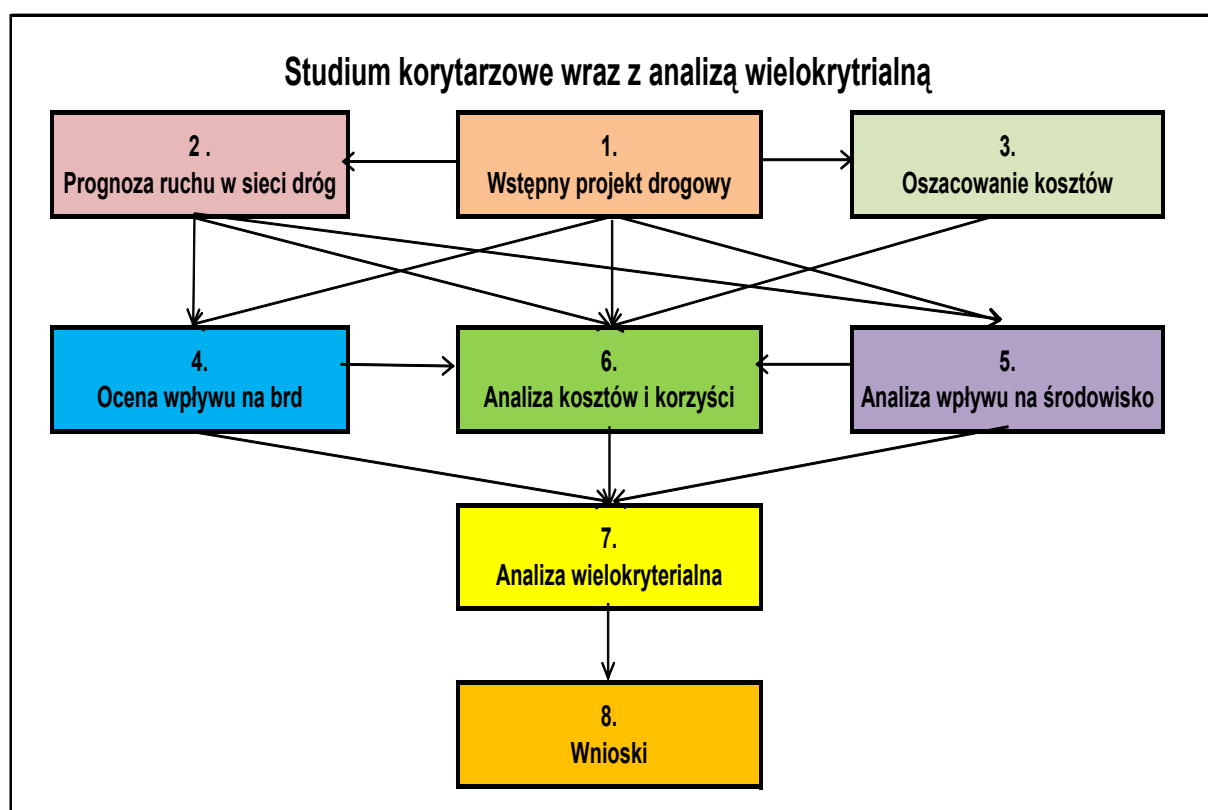 Studium korytarzowe wraz z analizą wielokrytrialną
2 .
Prognoza ruchu w sieci dróg
1.
Wstępny projekt drogowy
3.
Oszacowanie kosztów
4.
Ocena wpływu na brd
6.
Analiza kosztów i korzyści
5.
Analiza wpływu na środowisko
7.
Analiza wielokryterialna
8.
Wnioski